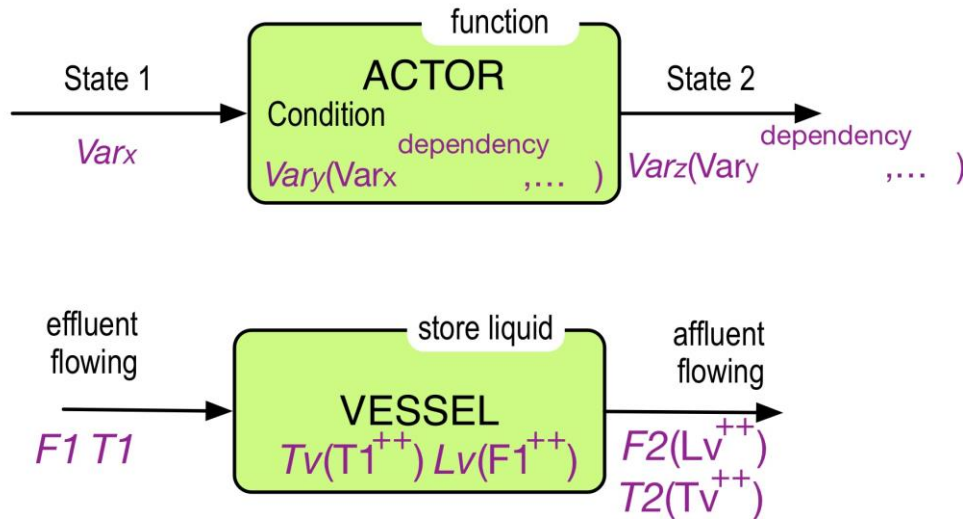 function
State 1
ACTOR
State 2
Condition
Varx
dependency
Vary(Varx ,... )
dependency
Varz(Vary ,... )
effluent
flowing
store liquid
affluent
flowing
VESSEL
F1 T1
Tv(T1++) Lv(F1++)
F2(Lv++)
T2(Tv++)